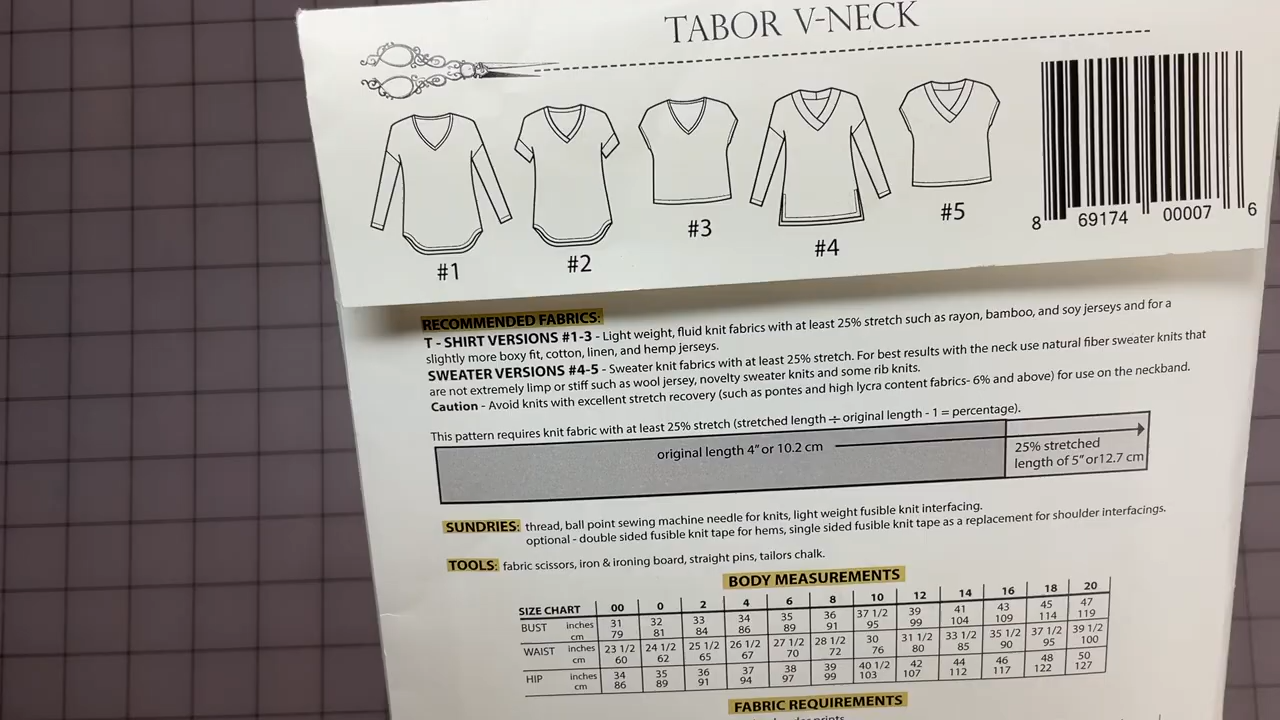 TABOR V-NECK
#1
#2
#3
#4
#5
8 69174 00007 6
RECOMMENDED FABRICS:
T - SHIRT VERSIONS #1-3 - Light weight, fluid knit fabrics with at least 25% stretch such as rayon, bamboo, and soy jerseys and for a
slightly more boxy fit, cotton, linen, and hemp jerseys.
SWEATER VERSIONS #4-5 - Sweater knit fabrics with at least 25% stretch. For best results with the neck use natural fiber sweater knits that
are not extremely limp or stiff such as wool jersey, novelty sweater knits and some rib knits.
Caution - Avoid knits with excellent stretch recovery (such as pontes and high lycra content fabrics- 6% and above) for use on the neckband.
This pattern requires knit fabric with at least 25% stretch (stretched length ÷ original length - 1 = percentage).
original length 4" or 10.2 cm
25% stretched
length of 5" or12.7 cm
SUNDRIES: thread, ball point sewing machine needle for knits, light weight fusible knit interfacing.
optional - double sided fusible knit tape for hems, single sided fusible knit tape as a replacement for shoulder interfacings.
TOOLS: fabric scissors, iron & ironing board, straight pins, tailors chalk.
BODY MEASUREMENTS
SIZE CHART 00 0 2 4 6 8 10 12 14 16 18 20
BUST inches 31 32 33 34 35 36 37 1/2 39 41 43 45 47
cm 79 81 84 86 89 91 95 99 104 109 114 119
WAIST inches 23 1/2 24 1/2 25 1/2 26 1/2 27 1/2 28 1/2 30 31 1/2 33 1/2 35 1/2 37 1/2 39 1/2
cm 60 62 65 67 70 72 76 80 85 90 95 100
HIP inches 34 35 36 37 38 39 40 1/2 42 44 46 48 50
cm 86 89 91 94 97 99 103 107 112 117 122 127
FABRIC REQUIREMENTS